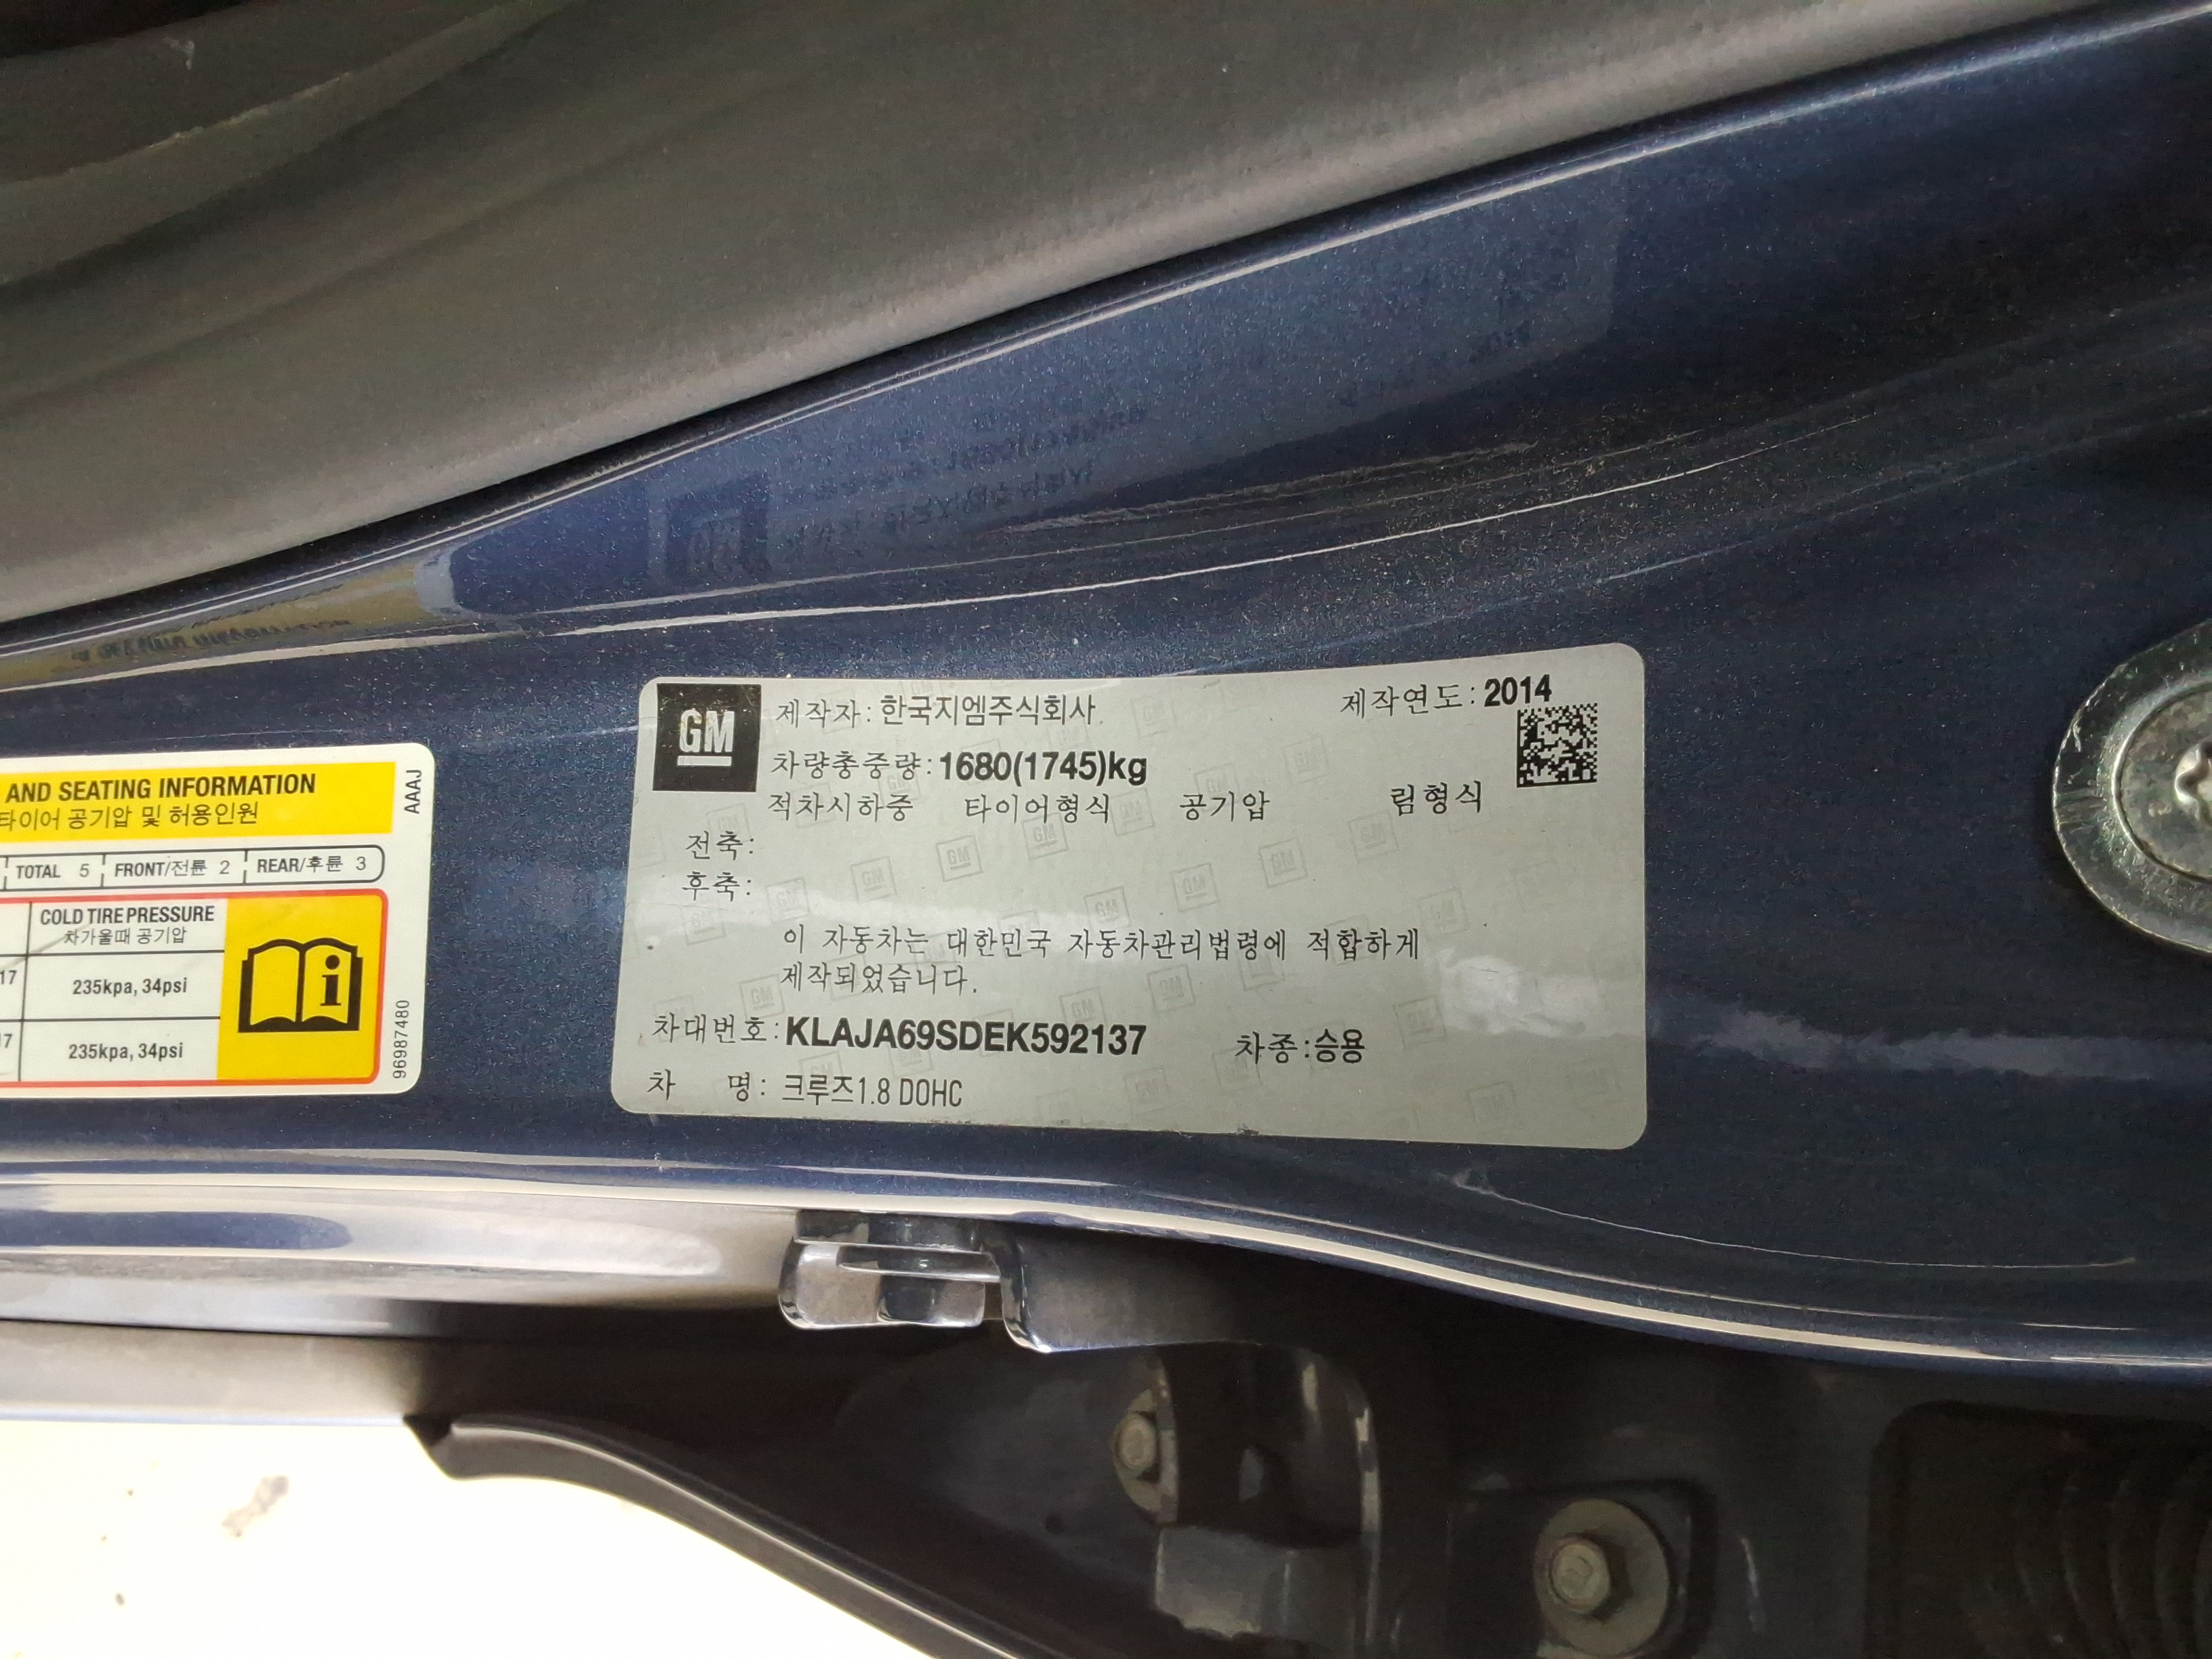 AND SEATING INFORMATION
타이어 공기압 및 허용인원
AAAJ
TOTAL 5 FRONT/전륜 2 REAR/후륜 3
COLD TIRE PRESSURE
차가울때 공기압
17 235kpa, 34psi
7 235kpa, 34psi
i
96987480
GM
제작자: 한국지엠주식회사
제작연도: 2014
차량총중량: 1680(1745)kg
적차시하중 타이어형식 공기압 림형식
전축:
후축:
이 자동차는 대한민국 자동차관리법령에 적합하게
제작되었습니다.
차대번호: KLAJA69SDEK592137 차종:승용
차 명: 크루즈1.8 DOHC